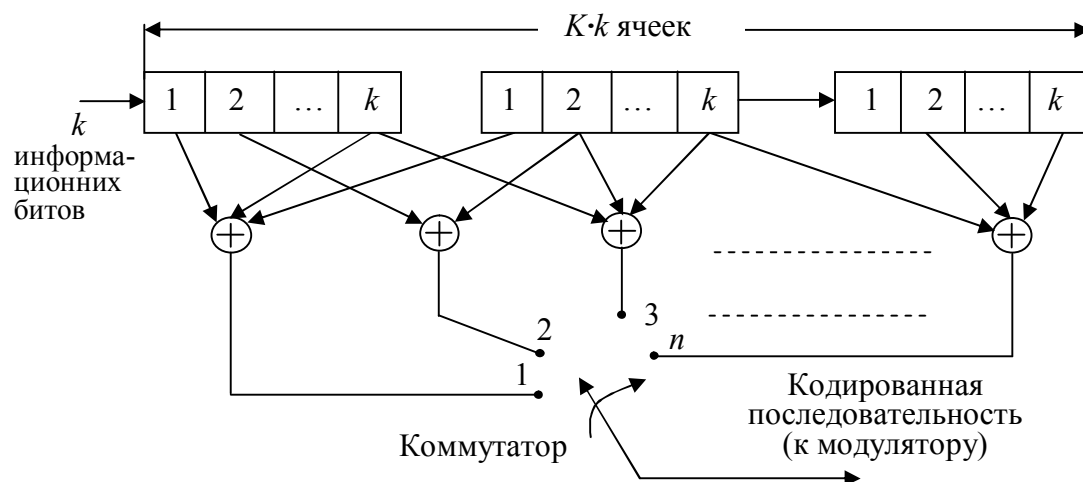 K·k ячеек
1 2 … k 1 2 … k 1 2 … k
k
информа-
ционних
битов
+ + + +
3
2
n
1
Кодированная
последовательность
(к модулятору)
Коммутатор